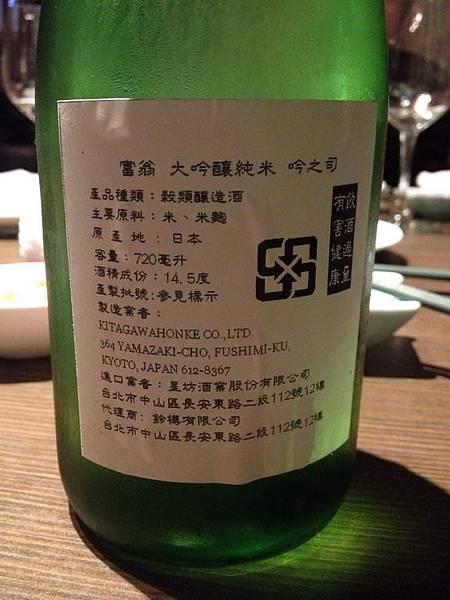 富翁 大吟釀純米 吟之司
產品種類：穀類釀造酒
主要原料：米、米麴
原產地：日本
容量：720毫升
酒精成份：14.5度
產製批號：參見標示
製造業者：
KITAGAWAHONKE CO.,LTD.
364 YAMAZAKI-CHO, FUSHIMI-KU,
KYOTO, JAPAN 612-8367
進口業者：星坊酒業股份有限公司
台北市中山區長安東路二段112號12樓
代理商：鈴樽有限公司
台北市中山區長安東路二段112號12樓
飲酒過量
有害健康